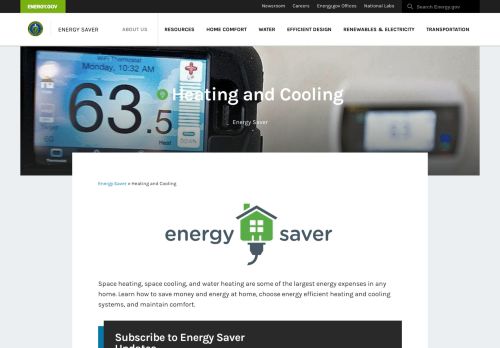 ENERGY.GOV
Newsroom Careers Energy.gov Offices National Labs Search Energy.gov
ENERGY SAVER ABOUT US RESOURCES HOME COMFORT WATER EFFICIENT DESIGN RENEWABLES & ELECTRICITY TRANSPORTATION
WiFi Thermostat
Monday, 10:32 AM
63.5
Heat
Heating and Cooling
Energy Saver
Energy Saver » Heating and Cooling
energy saver
Space heating, space cooling, and water heating are some of the largest energy expenses in any
home. Learn how to save money and energy at home, choose energy efficient heating and cooling
systems, and maintain comfort.
Subscribe to Energy Saver
Updates